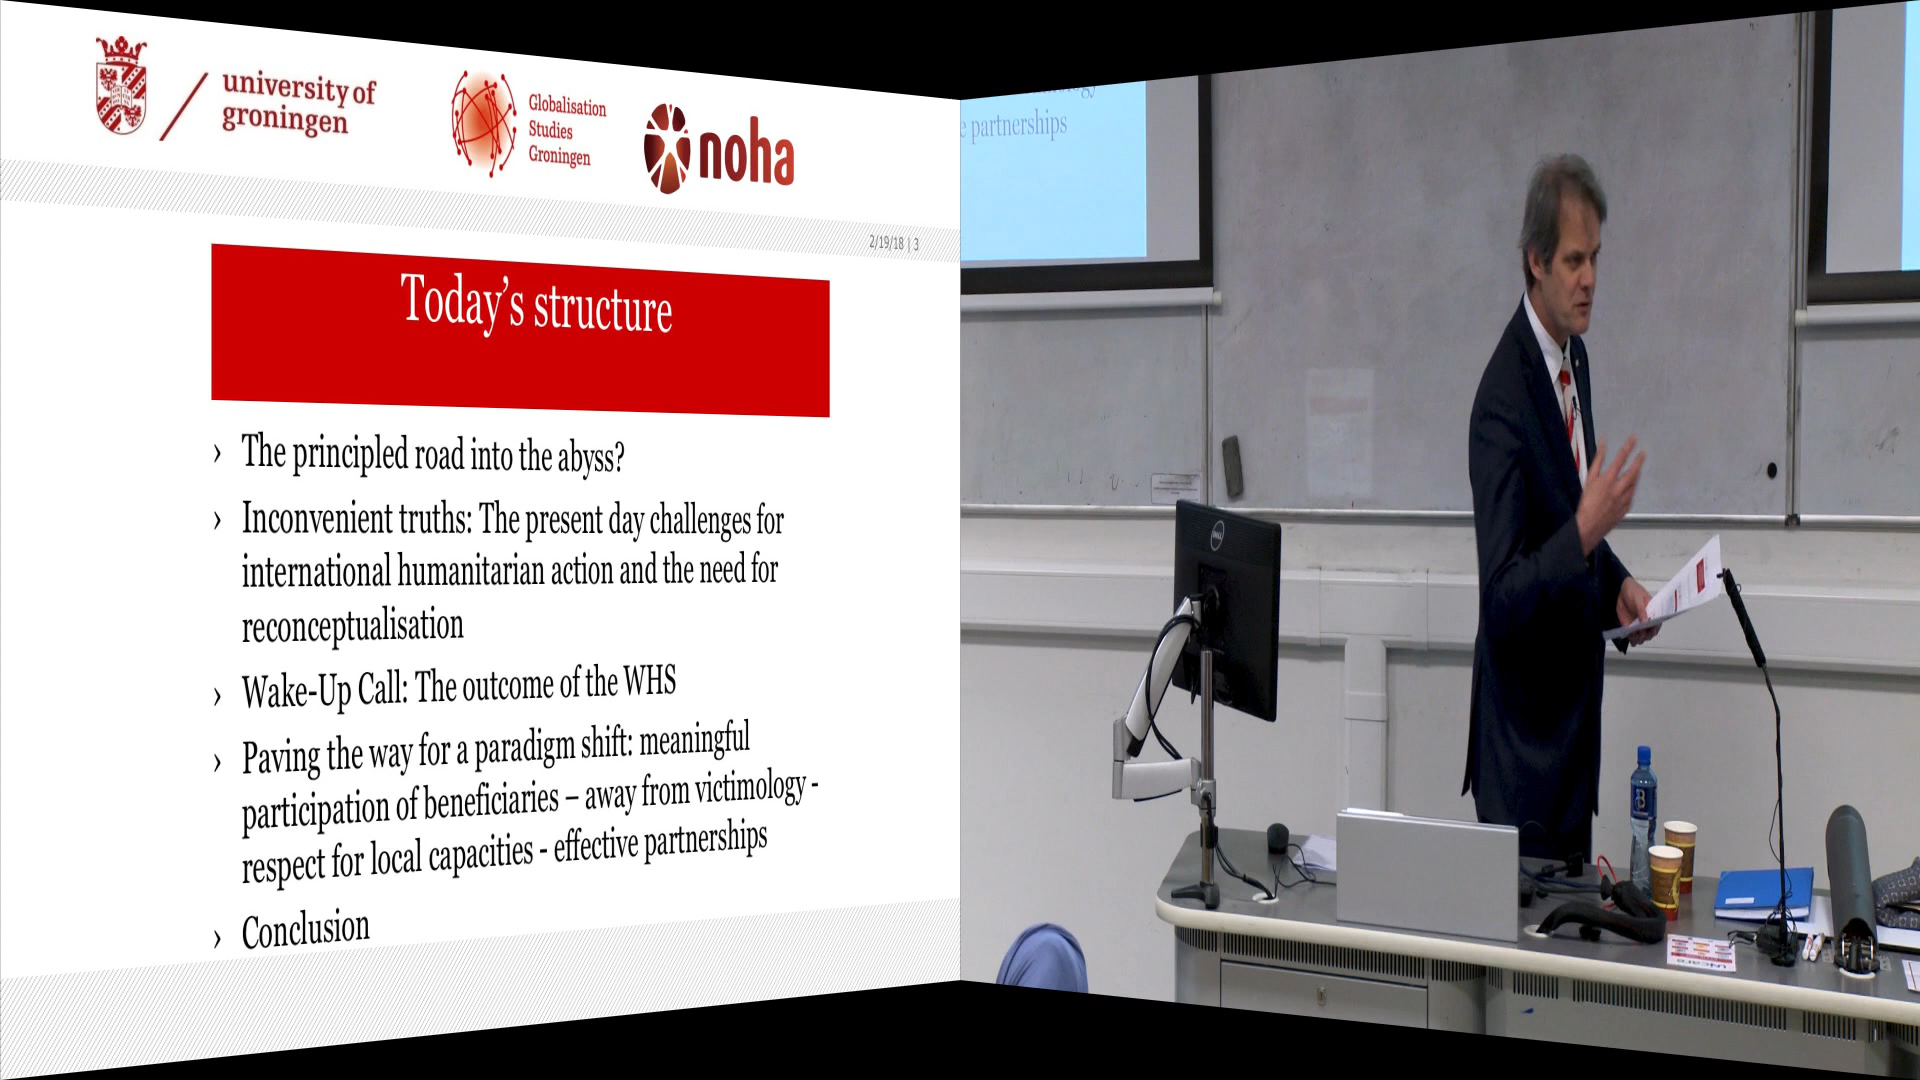 university of
groningen
Globalisation
Studies
Groningen
noha
2/19/18 | 3
Today's structure
› The principled road into the abyss?
› Inconvenient truths: The present day challenges for
international humanitarian action and the need for
reconceptualisation
› Wake-Up Call: The outcome of the WHS
› Paving the way for a paradigm shift: meaningful
participation of beneficiaries – away from victimology -
respect for local capacities - effective partnerships
› Conclusion
e partnerships
DELL